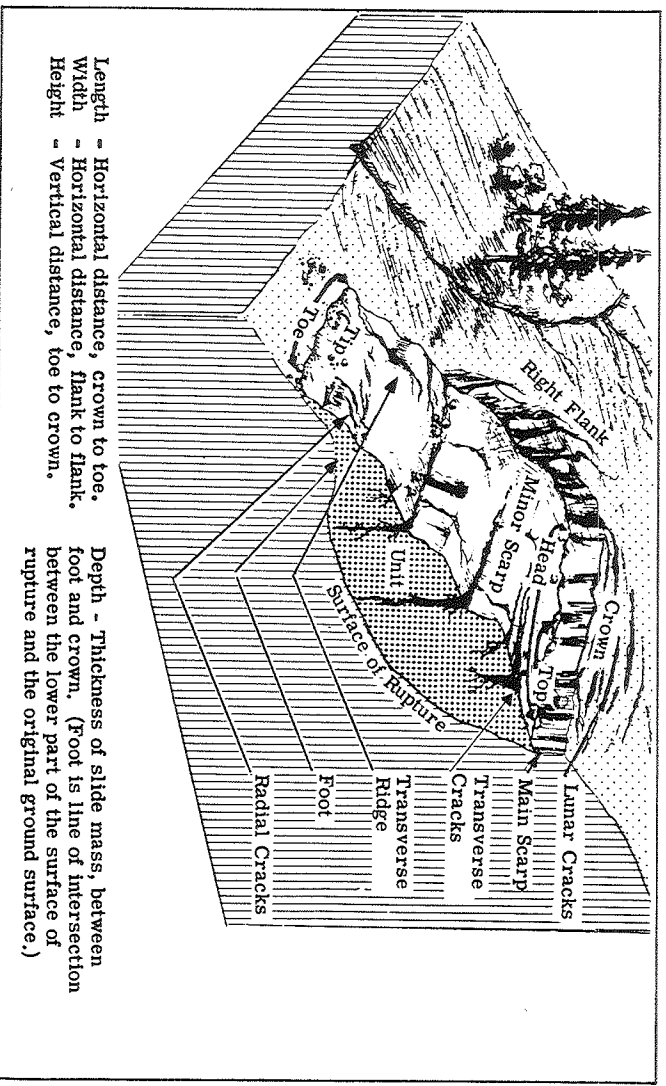 Right Flank
Crown
Minor Scarp
Head
Top
Toe
Tip
Unit
Surface of Rupture
Lunar Cracks
Main Scarp
Transverse
Cracks
Transverse
Ridge
Foot
Radial Cracks
Length - Horizontal distance, crown to toe.
Width - Horizontal distance, flank to flank.
Height - Vertical distance, toe to crown.
Depth - Thickness of slide mass, between
foot and crown. (Foot is line of intersection
between the lower part of the surface of
rupture and the original ground surface.)